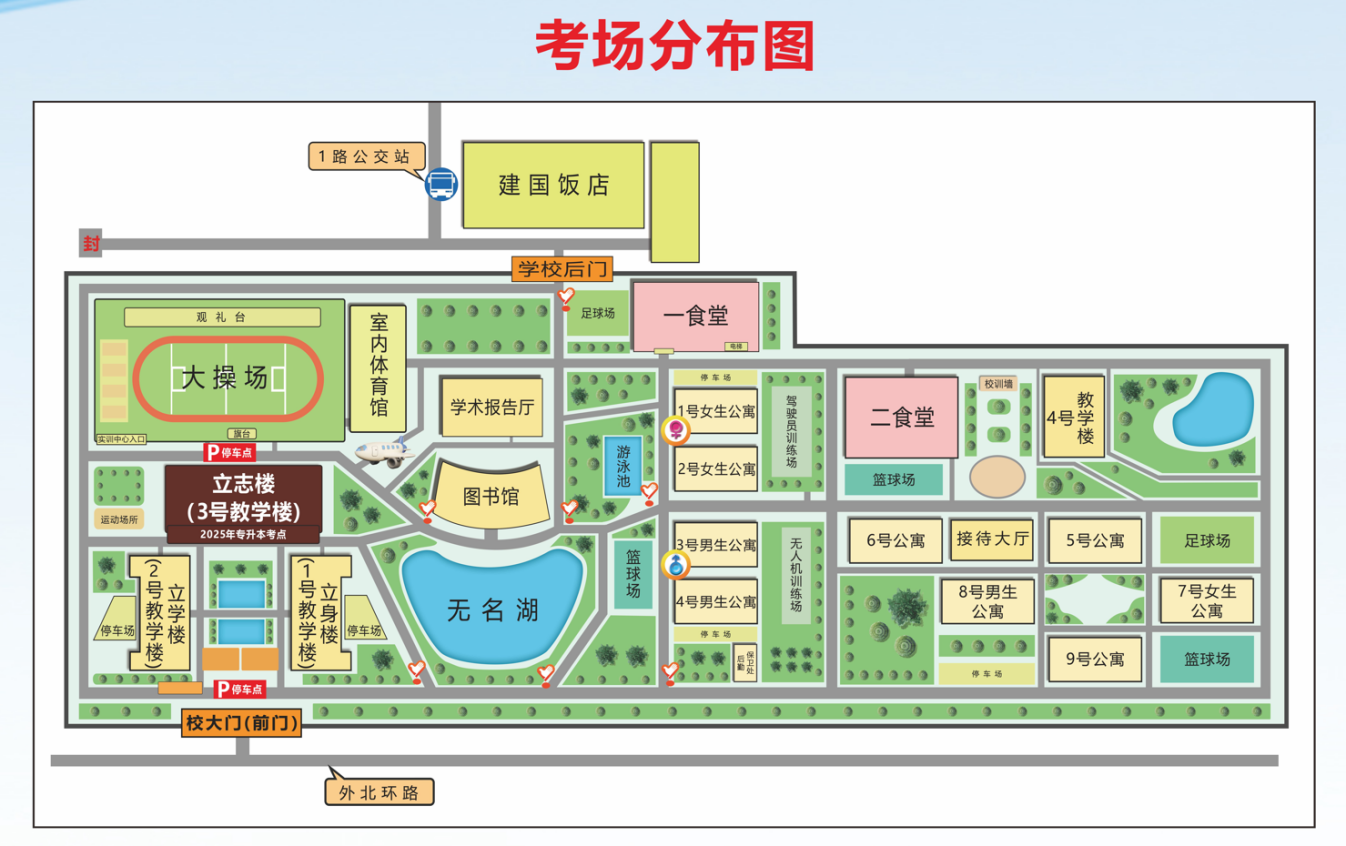 考场分布图
1路公交站
建国饭店
封
学校后门
观礼台
大操场
旗台
实训中心入口
室内体育馆
足球场
一食堂
电梯
P停车点
学术报告厅
停车场
1号女生公寓
2号女生公寓
驾驶员训练场
二食堂
校训墙
4号教学楼
立志楼
(3号教学楼)
2025年专升本考点
运动场所
图书馆
游泳池
篮球场
立学楼
(2号教学楼)
停车场
立身楼
(1号教学楼)
停车场
无名湖
篮球场
3号男生公寓
4号男生公寓
停车场
无人机训练场
后勤
保卫处
6号公寓
接待大厅
5号公寓
足球场
8号男生
公寓
7号女生
公寓
停车场
9号公寓
篮球场
P停车点
校大门(前门)
外北环路